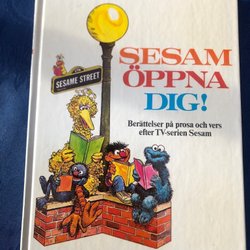 SESAME STREET
SESAM
ÖPPNA
DIG!
Berättelser på prosa och vers
efter TV-serien Sesam